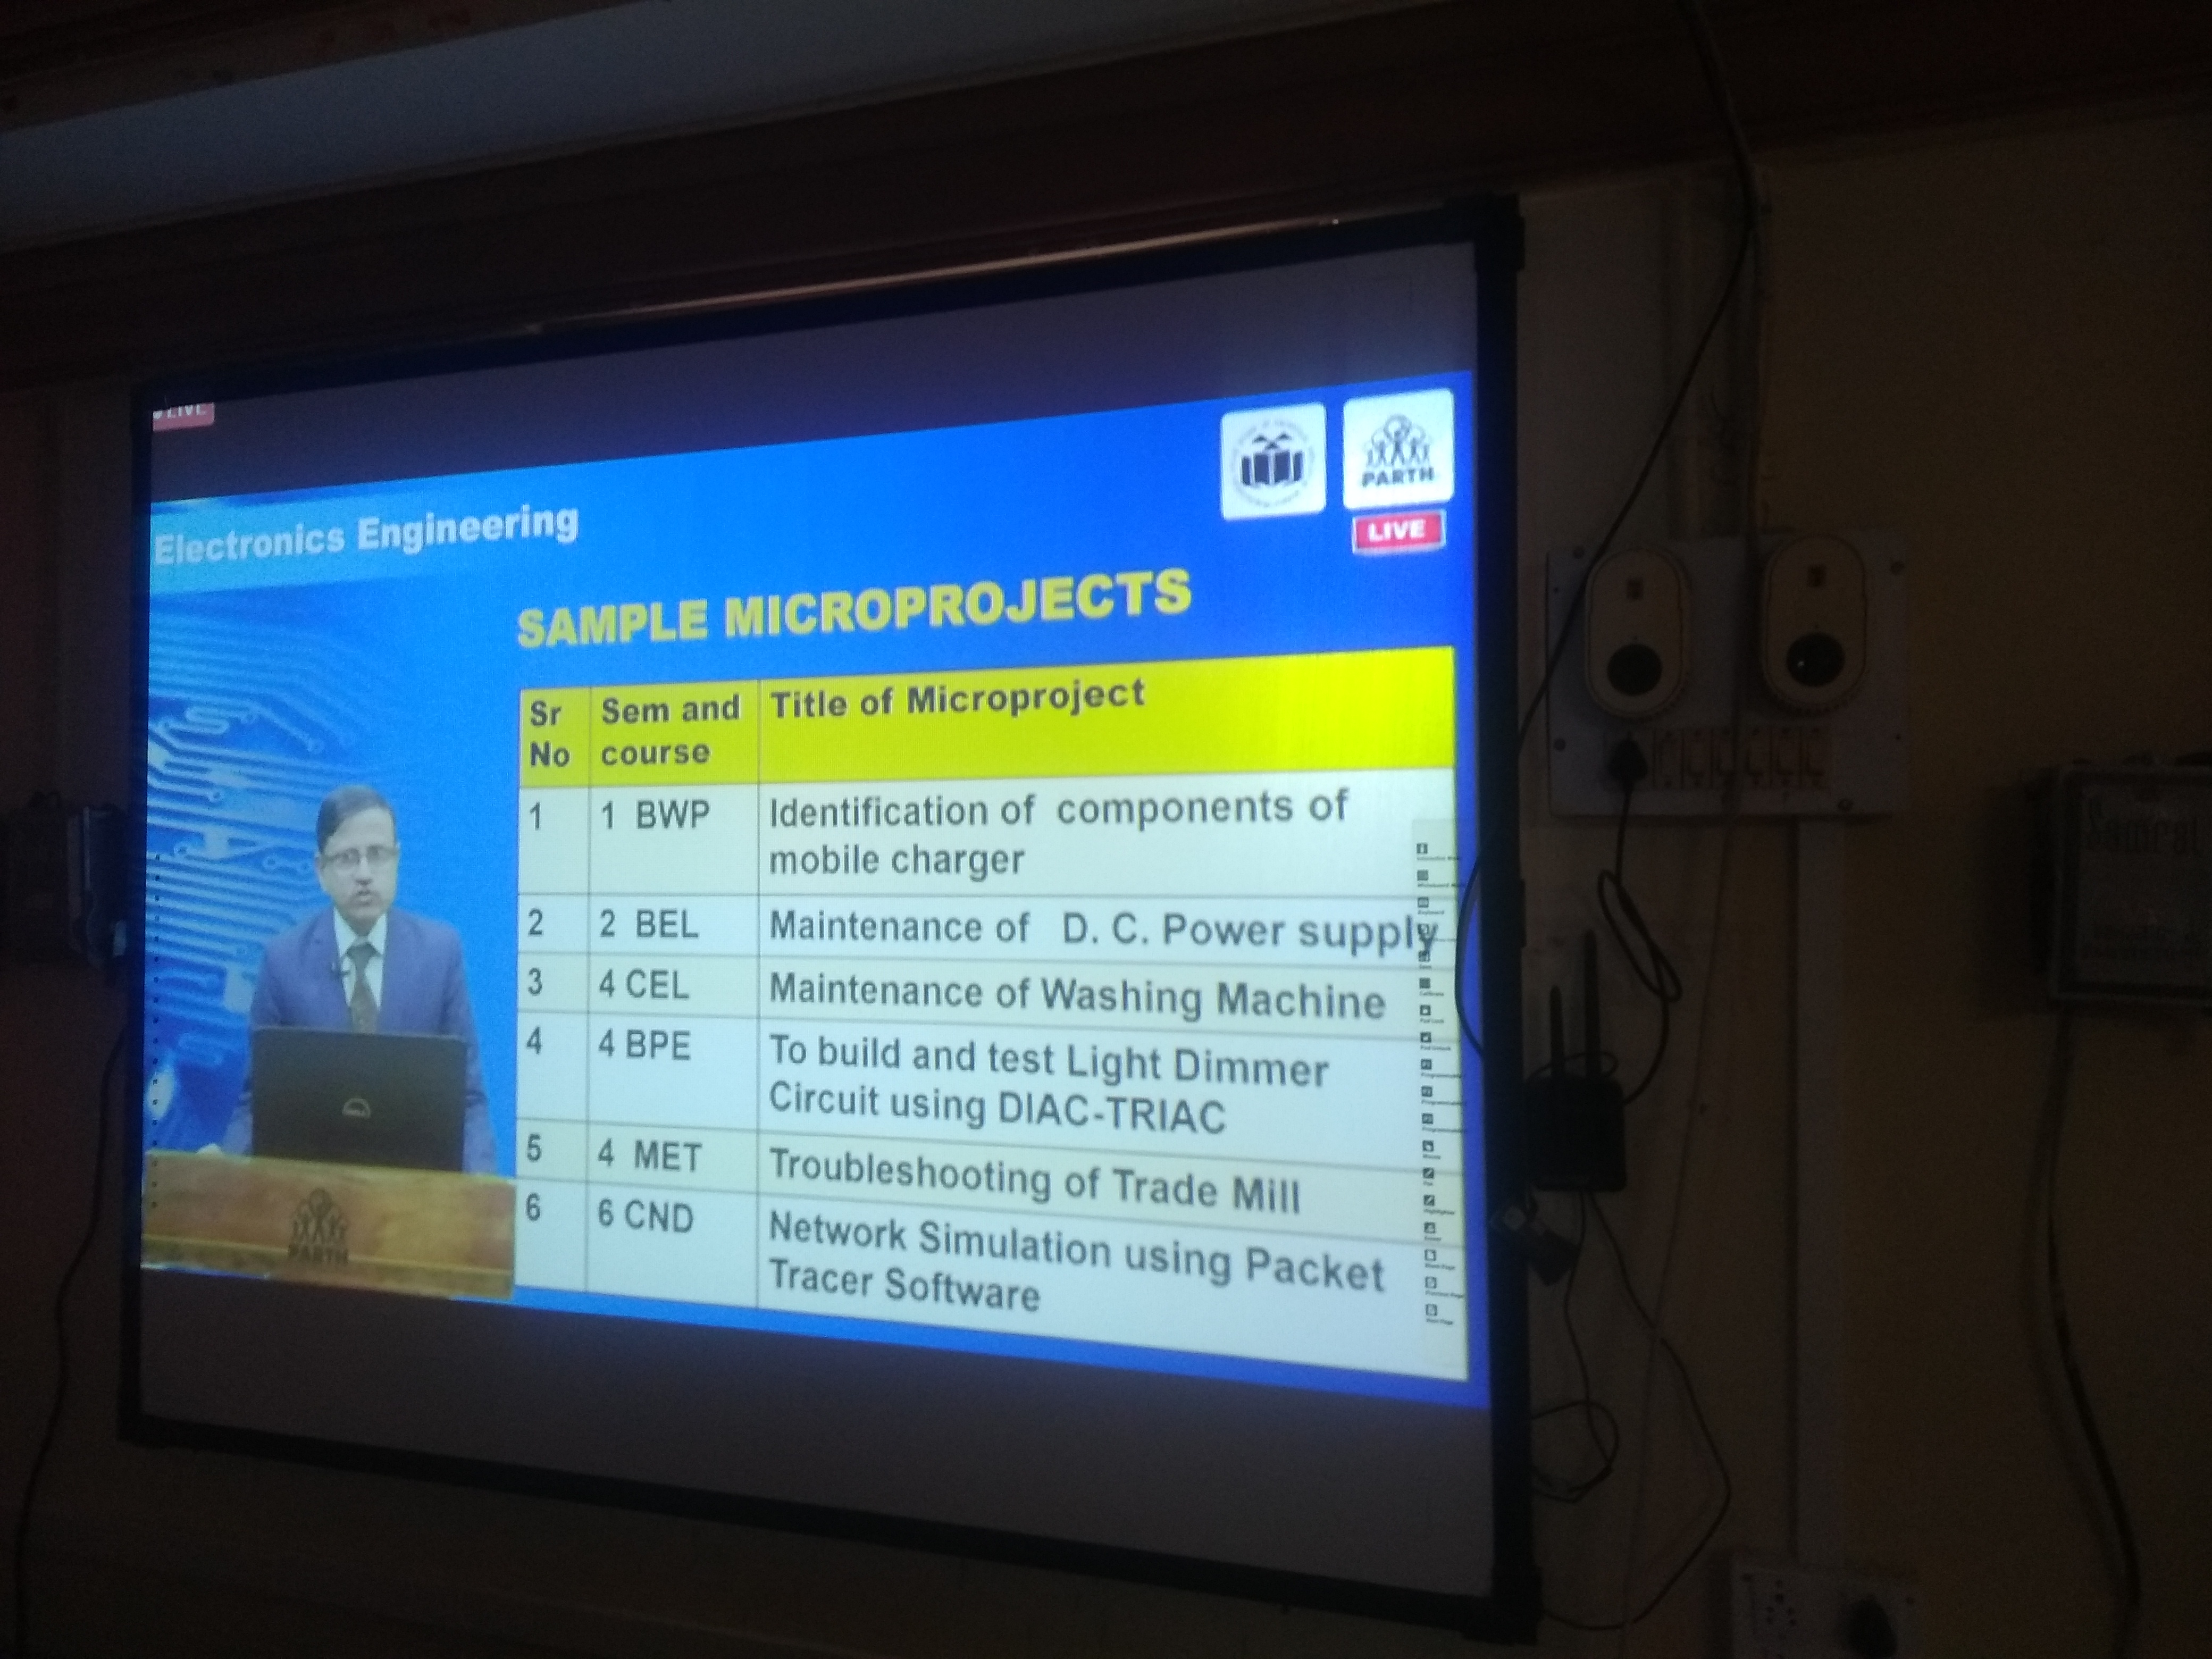 LIVE
PARTH
LIVE
Electronics Engineering
SAMPLE MICROPROJECTS
Sr No
Sem and course
Title of Microproject
1
1 BWP
Identification of components of
mobile charger
2
2 BEL
Maintenance of D. C. Power supply
3
4 CEL
Maintenance of Washing Machine
4
4 BPE
To build and test Light Dimmer
Circuit using DIAC-TRIAC
5
4 MET
Troubleshooting of Trade Mill
6
6 CND
Network Simulation using Packet
Tracer Software
PARTH
DELL
Samrat